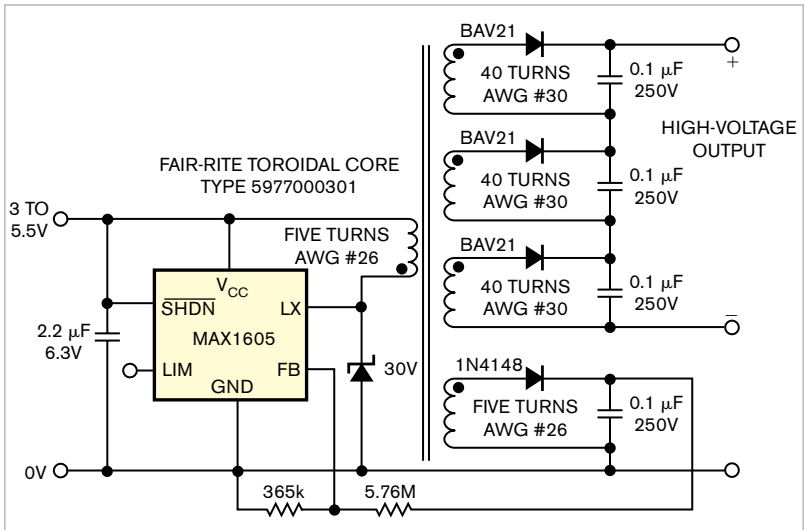 BAV21
40 TURNS
AWG #30
0.1 μF
250V
+
HIGH-VOLTAGE
OUTPUT
BAV21
40 TURNS
AWG #30
0.1 μF
250V
FAIR-RITE TOROIDAL CORE
TYPE 5977000301
3 TO
5.5V
FIVE TURNS
AWG #26
BAV21
40 TURNS
AWG #30
0.1 μF
250V
–
VCC
SHDN
LX
MAX1605
LIM
FB
GND
2.2 μF
6.3V
30V
1N4148
FIVE TURNS
AWG #26
0.1 μF
250V
0V
365k
5.76M